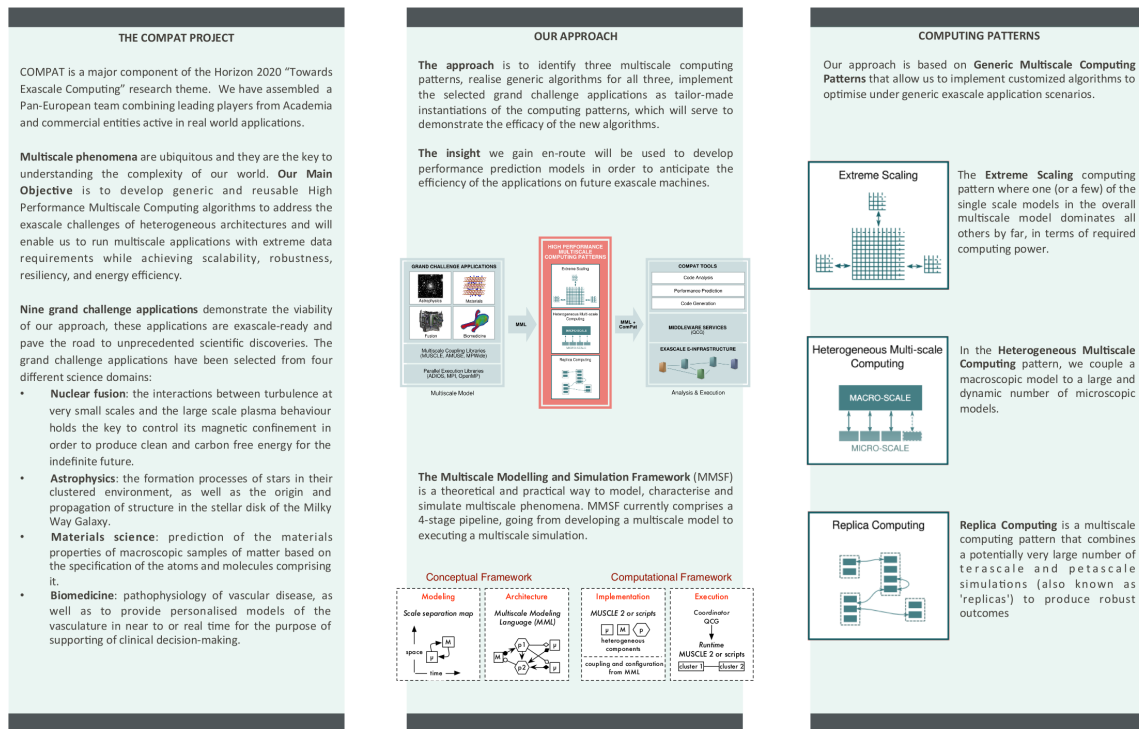 THE COMPAT PROJECT
COMPAT is a major component of the Horizon 2020 “Towards
Exascale Computing” research theme. We have assembled a
Pan-European team combining leading players from Academia
and commercial entities active in real world applications.
Multiscale phenomena are ubiquitous and they are the key to
understanding the complexity of our world. Our Main
Objective is to develop generic and reusable High
Performance Multiscale Computing algorithms to address the
exascale challenges of heterogeneous architectures and will
enable us to run multiscale applications with extreme data
requirements while achieving scalability, robustness,
resiliency, and energy efficiency.
Nine grand challenge applications demonstrate the viability
of our approach, these applications are exascale-ready and
pave the road to unprecedented scientific discoveries. The
grand challenge applications have been selected from four
different science domains:
• Nuclear fusion: the interactions between turbulence at
very small scales and the large scale plasma behaviour
holds the key to control its magnetic confinement in
order to produce clean and carbon free energy for the
indefinite future.
• Astrophysics: the formation processes of stars in their
clustered environment, as well as the origin and
propagation of structure in the stellar disk of the Milky
Way Galaxy.
• Materials science: prediction of the materials
properties of macroscopic samples of matter based on
the specification of the atoms and molecules comprising
it.
• Biomedicine: pathophysiology of vascular disease, as
well as to provide personalised models of the
vasculature in near to or real time for the purpose of
supporting of clinical decision-making.
OUR APPROACH
The approach is to identify three multiscale computing
patterns, realise generic algorithms for all three, implement
the selected grand challenge applications as tailor-made
instantiations of the computing patterns, which will serve to
demonstrate the efficacy of the new algorithms.
The insight we gain en-route will be used to develop
performance prediction models in order to anticipate the
efficiency of the applications on future exascale machines.
GRAND CHALLENGE APPLICATIONS
Astrophysics
Materials
Fusion
Biomedicine
Multiscale Coupling Libraries
(MUSCLE, AMUSE, MPWide)
Parallel Execution Libraries
(ADIOS, MPI, OpenMP)
Multiscale Model
MML
HIGH PERFORMANCE
MULTISCALE
COMPUTING PATTERNS
Extreme Scaling
Heterogeneous Multi-scale
Computing
MACRO-SCALE
MICRO-SCALE
Replica Computing
MML +
ComPat
COMPAT TOOLS
Code Analysis
Performance Prediction
Code Generation
MIDDLEWARE SERVICES
(QCG)
EXASCALE E-INFRASTRUCTURE
Analysis & Execution
The Multiscale Modelling and Simulation Framework (MMSF)
is a theoretical and practical way to model, characterise and
simulate multiscale phenomena. MMSF currently comprises a
4-stage pipeline, going from developing a multiscale model to
executing a multiscale simulation.
Conceptual Framework
Computational Framework
Modeling
Scale separation map
space
M
μ
time
Architecture
Multiscale Modeling
Language (MML)
p1
μ
M
p2
μ
Implementation
MUSCLE 2 or scripts
μ M p
heterogeneous
components
coupling and configuration
from MML
Execution
Coordinator
QCG
Runtime
MUSCLE 2 or scripts
cluster 1 cluster 2
COMPUTING PATTERNS
Our approach is based on Generic Multiscale Computing
Patterns that allow us to implement customized algorithms to
optimise under generic exascale application scenarios.
Extreme Scaling
The Extreme Scaling computing
pattern where one (or a few) of the
single scale models in the overall
multiscale model dominates all
others by far, in terms of required
computing power.
Heterogeneous Multi-scale
Computing
MACRO-SCALE
MICRO-SCALE
In the Heterogeneous Multiscale
Computing pattern, we couple a
macroscopic model to a large and
dynamic number of microscopic
models.
Replica Computing
Replica Computing is a multiscale
computing pattern that combines
a potentially very large number of
terascale and petascale
simulations (also known as
'replicas') to produce robust
outcomes